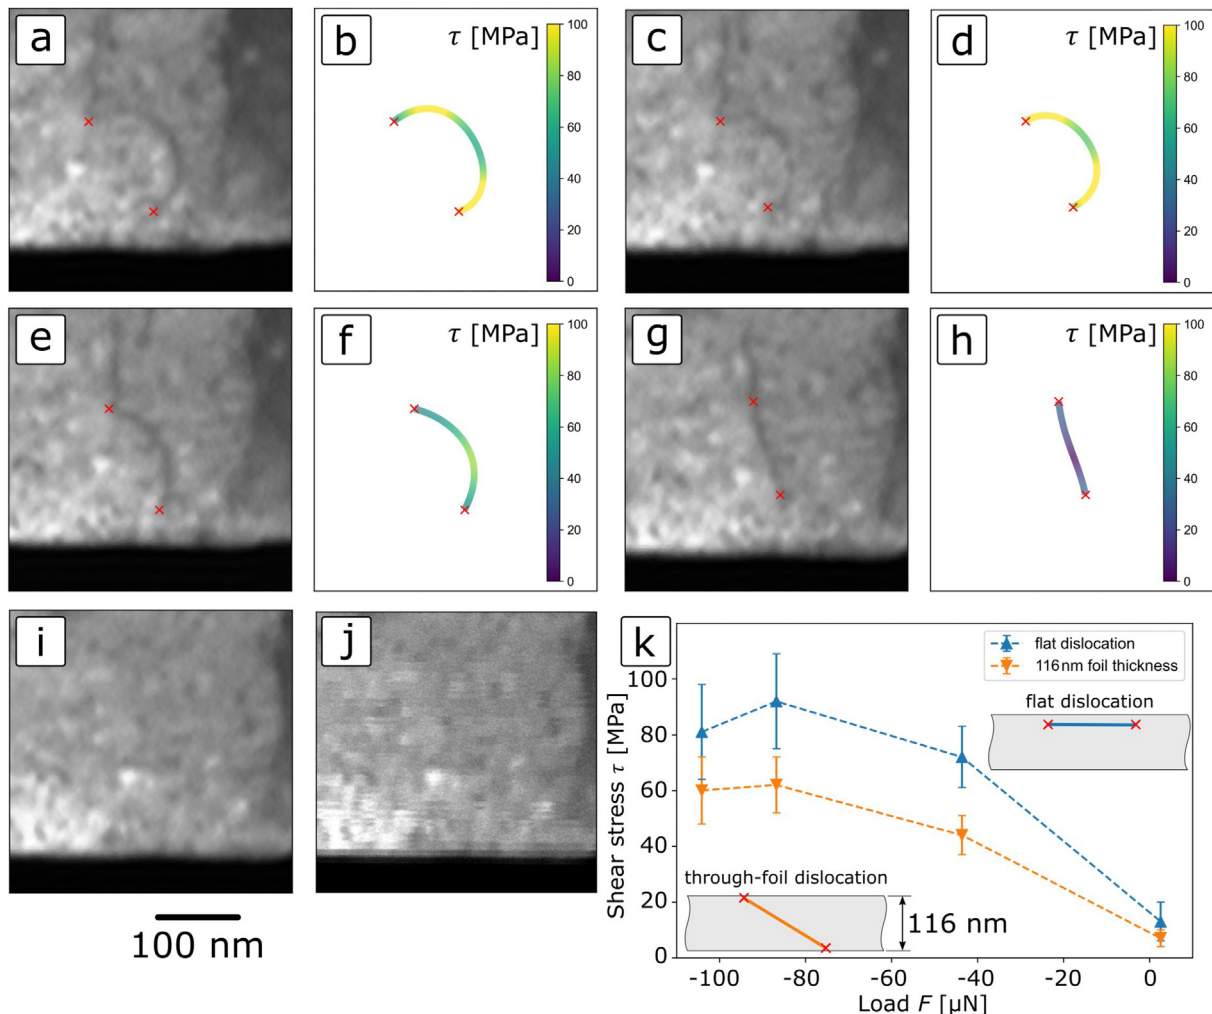 a
b
τ [MPa]
100
80
60
40
20
0
c
d
τ [MPa]
100
80
60
40
20
0
e
f
τ [MPa]
100
80
60
40
20
0
g
h
τ [MPa]
100
80
60
40
20
0
i
j
100 nm
k
flat dislocation
116 nm foil thickness
flat dislocation
through-foil dislocation
116 nm
Shear stress τ [MPa]
100
80
60
40
20
0
-100
-80
-60
-40
-20
0
Load F [µN]